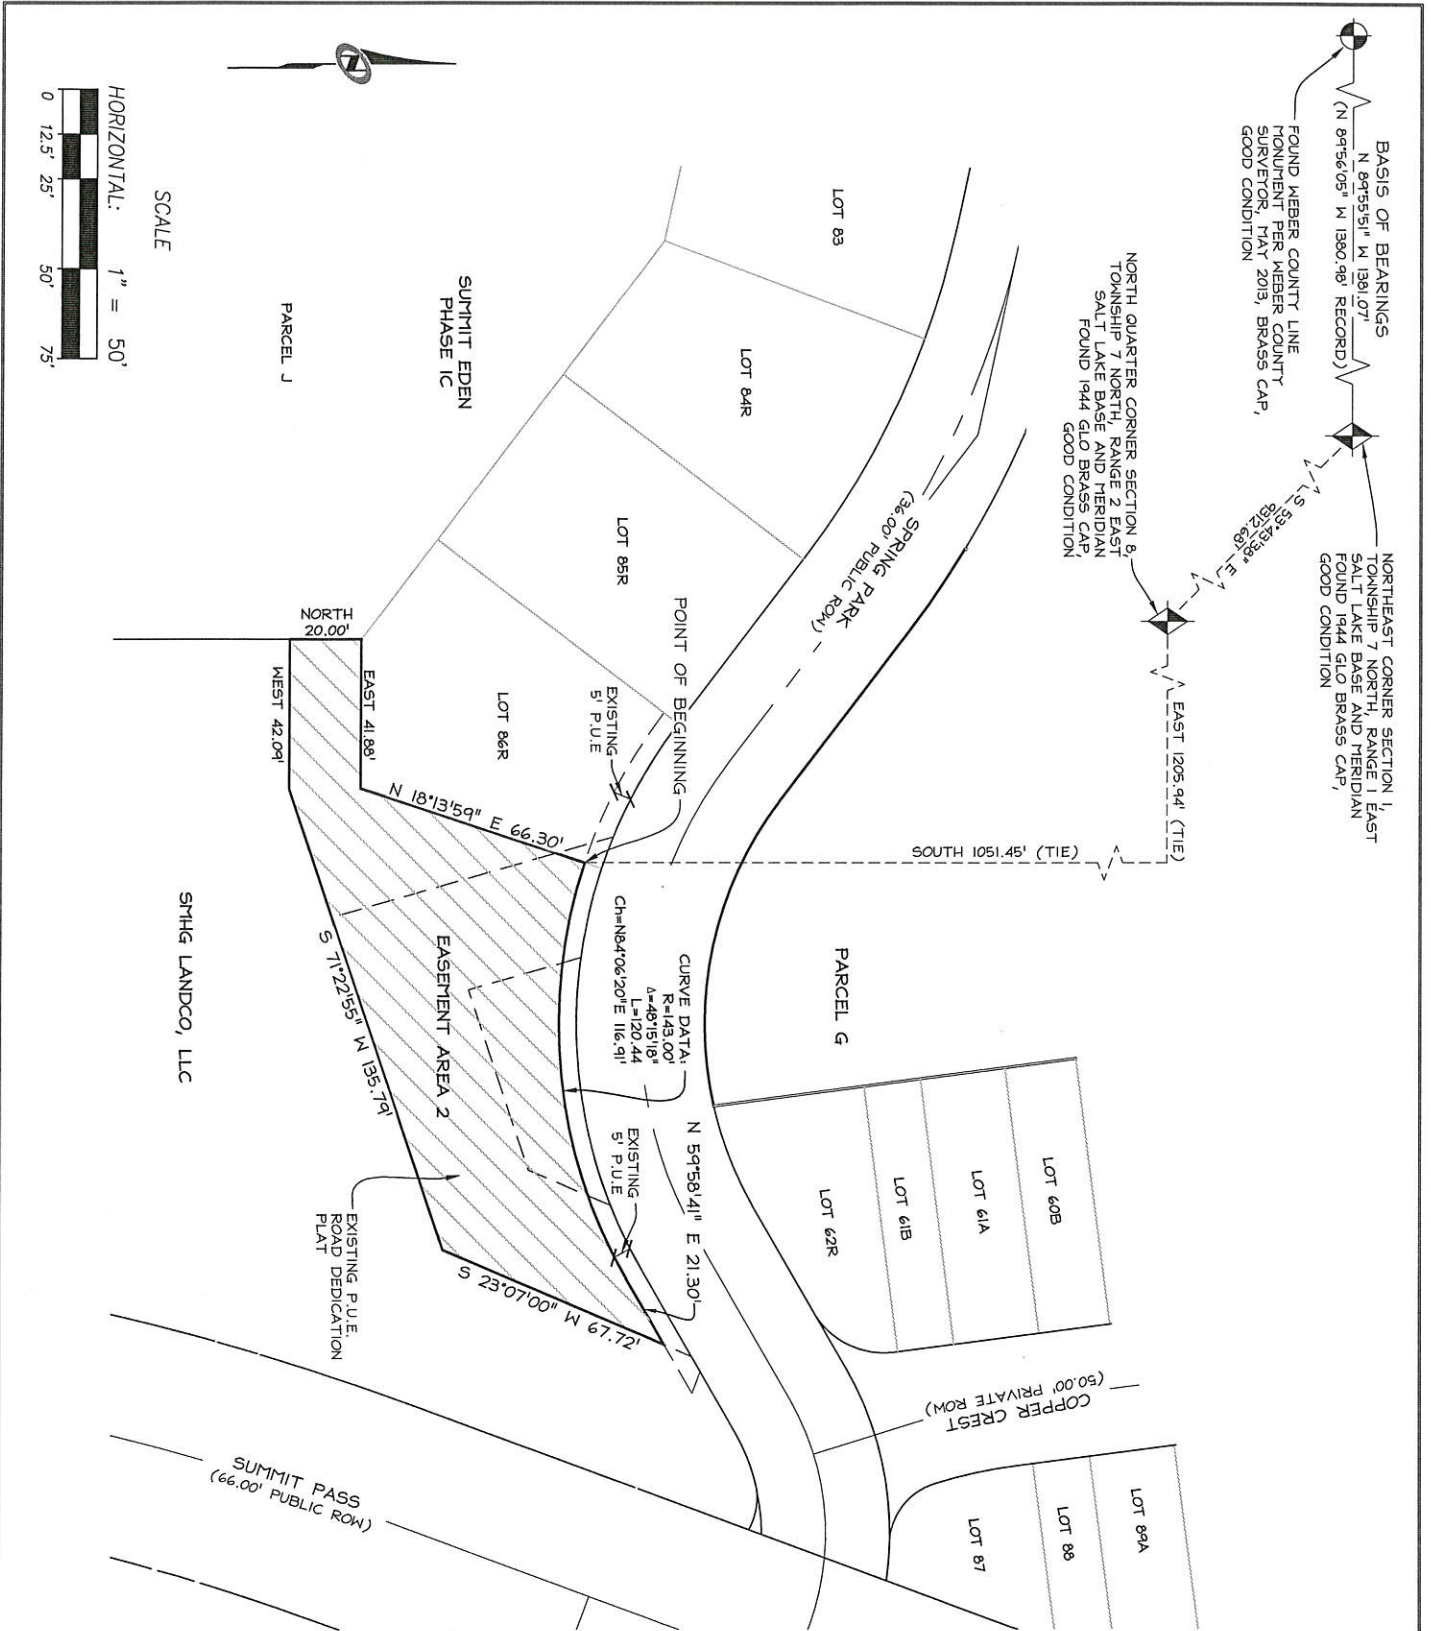 BASIS OF BEARINGS
N 89°55'51" W 1381.07'
(N 89°56'05" W 1380.98' RECORD)
FOUND WEBER COUNTY LINE
MONUMENT PER WEBER COUNTY
SURVEYOR, MAY 2013, BRASS CAP,
GOOD CONDITION
NORTHEAST CORNER SECTION 1,
TOWNSHIP 7 NORTH, RANGE 1 EAST
SALT LAKE BASE AND MERIDIAN
FOUND 1944 GLO BRASS CAP,
GOOD CONDITION
S 53°43'38" E
9312.60'
NORTH QUARTER CORNER SECTION 8,
TOWNSHIP 7 NORTH, RANGE 2 EAST
SALT LAKE BASE AND MERIDIAN
FOUND 1944 GLO BRASS CAP,
GOOD CONDITION
EAST 1205.94' (TIE)
SOUTH 1051.45' (TIE)
LOT 83
LOT 84R
LOT 85R
LOT 86R
SPRING PARK
(36.00' PUBLIC ROW)
PARCEL G
LOT 60B
LOT 61A
LOT 61B
LOT 62R
COPPER CREST
(50.00' PRIVATE ROW)
LOT 89A
LOT 88
LOT 87
POINT OF BEGINNING
EXISTING
5' P.U.E
CURVE DATA:
R=143.00'
Δ=48°15'18"
L=120.44
Ch=N84°06'20"E 116.91'
N 59°58'41" E 21.30'
EXISTING
5' P.U.E
SUMMIT EDEN
PHASE 1C
PARCEL J
NORTH
20.00'
EAST 41.88'
WEST 42.09'
N 18°13'59" E 66.30'
EASEMENT AREA 2
S 71°22'55" W 135.79'
S 23°07'00" W 67.72'
EXISTING P.U.E.
ROAD DEDICATION
PLAT
SMHG LANDCO, LLC
SUMMIT PASS
(66.00' PUBLIC ROW)
N
SCALE
HORIZONTAL: 1" = 50'
0 12.5' 25' 50' 75'